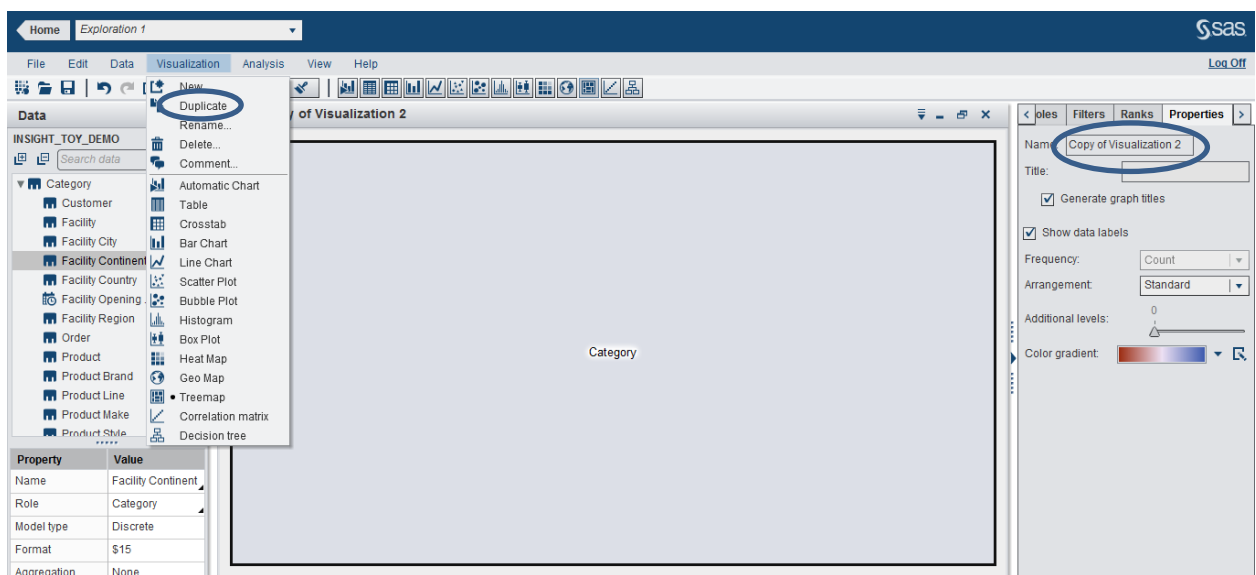 Home
Exploration 1
sas
File Edit Data Visualization Analysis View Help
Log Off
Data
INSIGHT_TOY_DEMO
Search data
Category
Customer
Facility
Facility City
Facility Continent
Facility Country
Facility Opening
Facility Region
Order
Product
Product Brand
Product Line
Product Make
Product Style
Property Value
Name Facility Continent
Role Category
Model type Discrete
Format $15
Aggregation None
New
Duplicate
Rename...
Delete...
Comment...
Automatic Chart
Table
Crosstab
Bar Chart
Line Chart
Scatter Plot
Bubble Plot
Histogram
Box Plot
Heat Map
Geo Map
Treemap
Correlation matrix
Decision tree
of Visualization 2
Category
oles Filters Ranks Properties
Name: Copy of Visualization 2
Title:
Generate graph titles
Show data labels
Frequency: Count
Arrangement: Standard
Additional levels: 0
Color gradient: